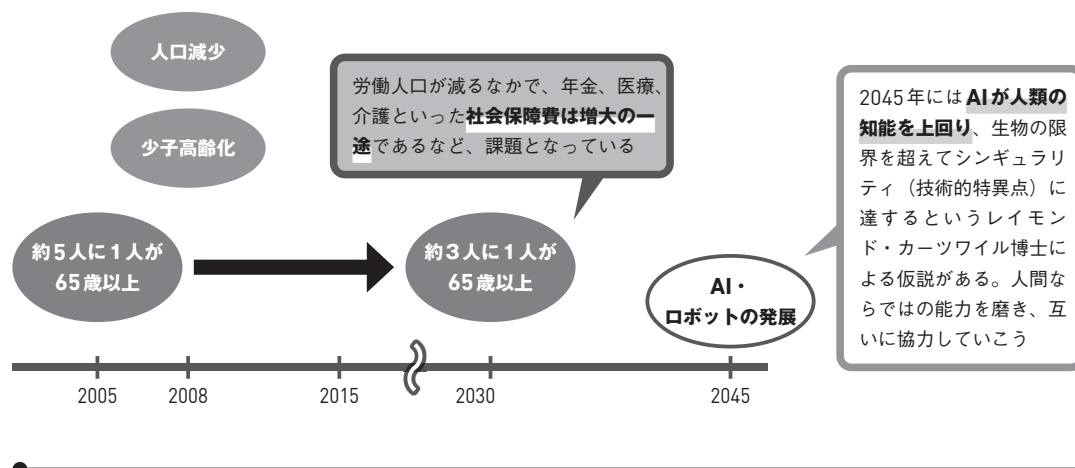 人口減少
少子高齢化
労働人口が減るなかで、年金、医療、
介護といった社会保障費は増大の一
途であるなど、課題となっている
約5人に1人が
65歳以上
約3人に1人が
65歳以上
AI・
ロボットの発展
2045年にはAIが人類の
知能を上回り、生物の限
界を超えてシンギュラリ
ティ（技術的特異点）に
達するというレイモン
ド・カーツワイル博士に
よる仮説がある。人間な
らではの能力を磨き、互
いに協力していこう
2005 2008 2015 2030 2045